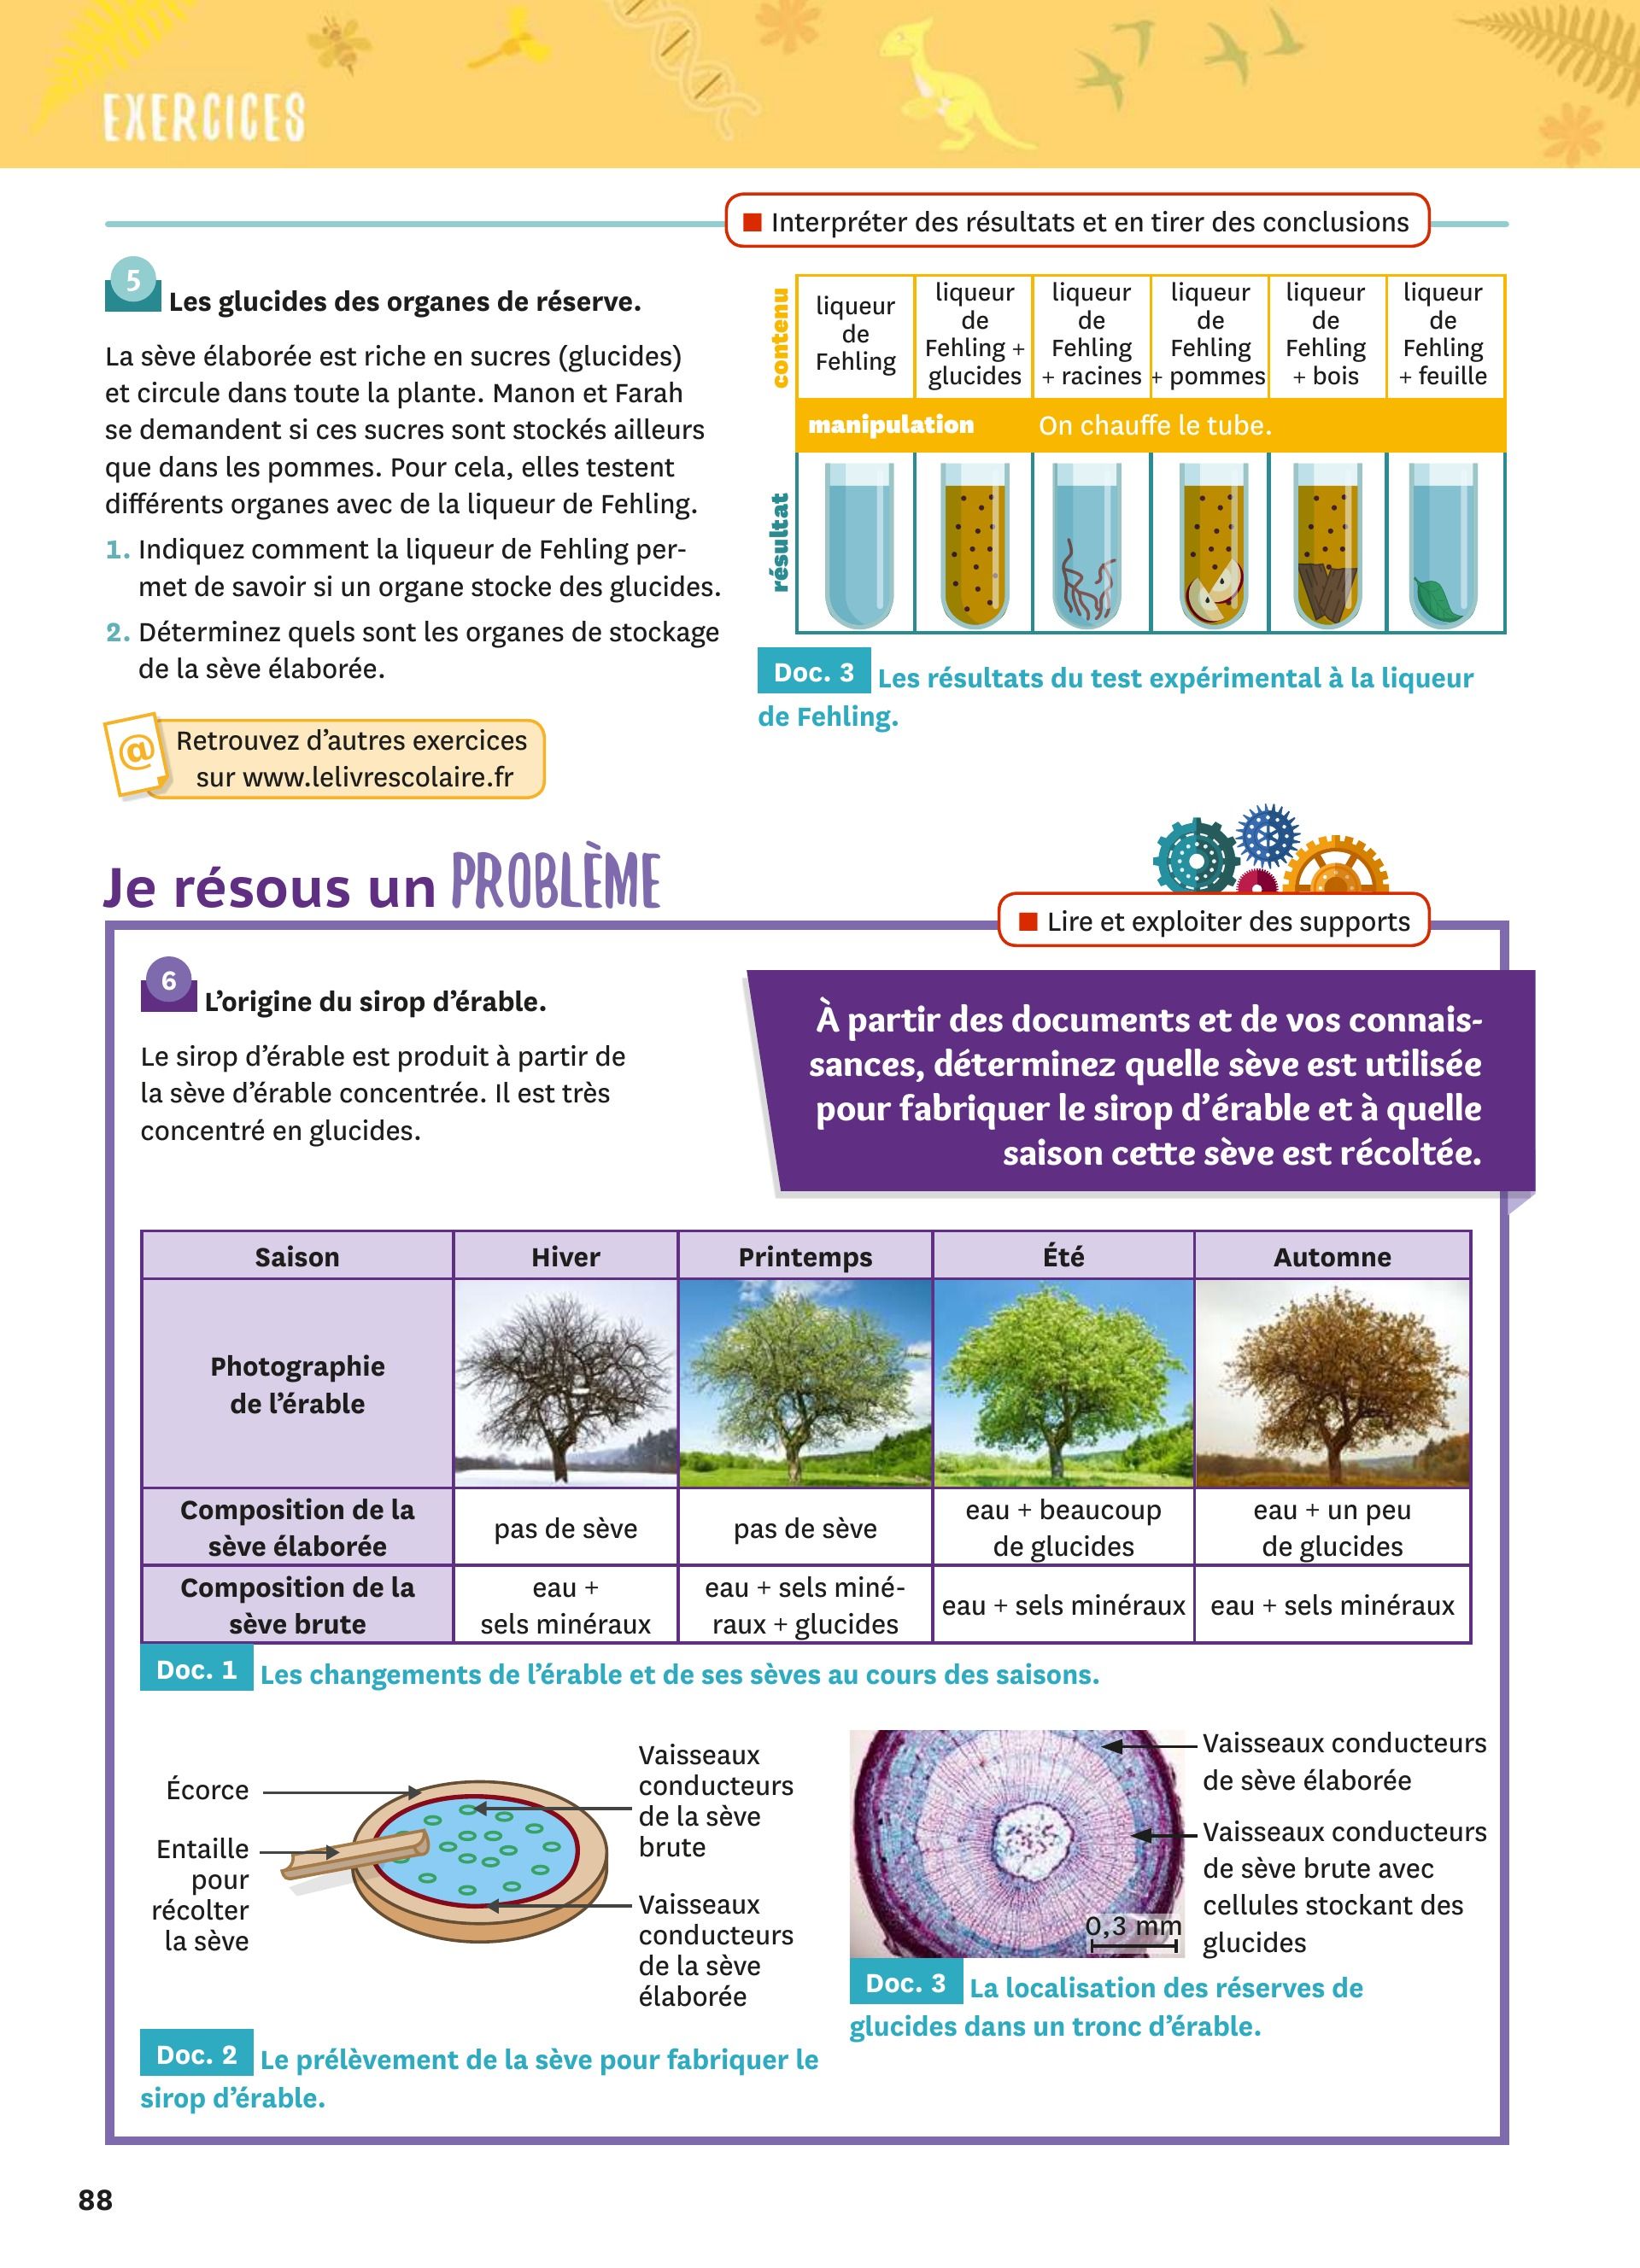 EXERCICES
■ Interpréter des résultats et en tirer des conclusions
5
Les glucides des organes de réserve.
La sève élaborée est riche en sucres (glucides)
et circule dans toute la plante. Manon et Farah
se demandent si ces sucres sont stockés ailleurs
que dans les pommes. Pour cela, elles testent
différents organes avec de la liqueur de Fehling.
1. Indiquez comment la liqueur de Fehling per-
met de savoir si un organe stocke des glucides.
2. Déterminez quels sont les organes de stockage
de la sève élaborée.
@
Retrouvez d'autres exercices
sur www.lelivrescolaire.fr
contenu
liqueur
de
Fehling
liqueur
de
Fehling +
glucides
liqueur
de
Fehling
+ racines
liqueur
de
Fehling
+ pommes
liqueur
de
Fehling
+ bois
liqueur
de
Fehling
+ feuille
manipulation On chauffe le tube.
résultat
Doc. 3 Les résultats du test expérimental à la liqueur
de Fehling.
Je résous un PROBLÈME
■ Lire et exploiter des supports
6
L'origine du sirop d'érable.
Le sirop d'érable est produit à partir de
la sève d'érable concentrée. Il est très
concentré en glucides.
À partir des documents et de vos connais-
sances, déterminez quelle sève est utilisée
pour fabriquer le sirop d'érable et à quelle
saison cette sève est récoltée.
Saison Hiver Printemps Été Automne
Photographie
de l'érable
Composition de la
sève élaborée
pas de sève
pas de sève
eau + beaucoup
de glucides
eau + un peu
de glucides
Composition de la
sève brute
eau +
sels minéraux
eau + sels miné-
raux + glucides
eau + sels minéraux
eau + sels minéraux
Doc. 1 Les changements de l'érable et de ses sèves au cours des saisons.
Écorce
Entaille
pour
récolter
la sève
Vaisseaux
conducteurs
de la sève
brute
Vaisseaux
conducteurs
de la sève
élaborée
Doc. 2 Le prélèvement de la sève pour fabriquer le
sirop d'érable.
Vaisseaux conducteurs
de sève élaborée
Vaisseaux conducteurs
de sève brute avec
cellules stockant des
glucides
0,3 mm
Doc. 3 La localisation des réserves de
glucides dans un tronc d'érable.
88